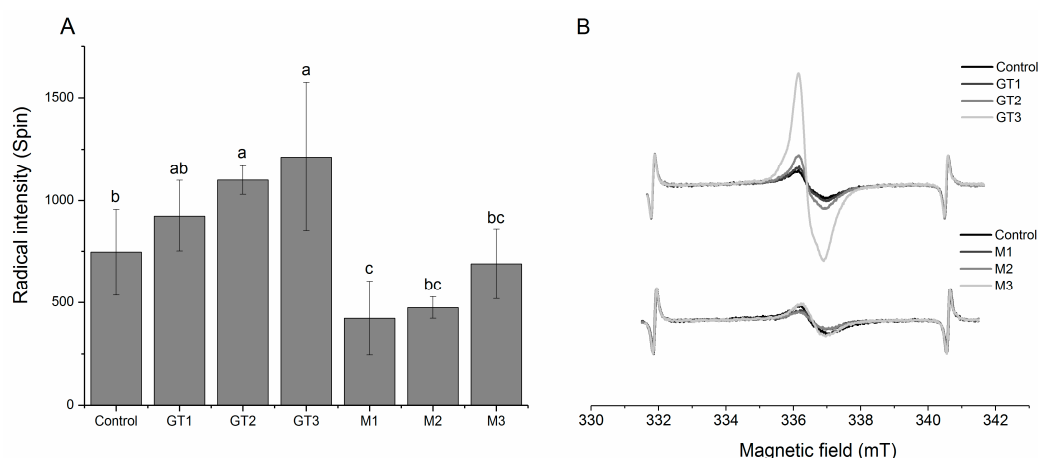 A
Radical intensity (Spin)
1500
1000
500
0
b
ab
a
a
c
bc
bc
Control GT1 GT2 GT3 M1 M2 M3
B
Control
GT1
GT2
GT3
Control
M1
M2
M3
330 332 334 336 338 340 342
Magnetic field (mT)